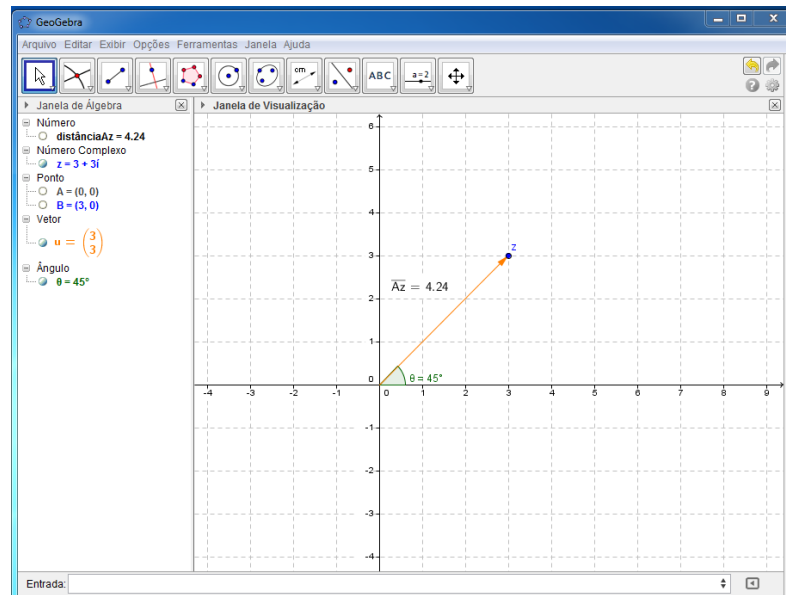 GeoGebra
Arquivo Editar Exibir Opções Ferramentas Janela Ajuda
cm
ABC
a=2
Janela de Álgebra
Janela de Visualização
Número
distânciaAz = 4.24
Número Complexo
z = 3 + 3í
Ponto
A = (0, 0)
B = (3, 0)
Vetor
u = (3
3)
Ângulo
θ = 45°
6
5
4
3
z
Az = 4.24
2
1
0
θ = 45°
-4 -3 -2 -1 0 1 2 3 4 5 6 7 8 9
-1
-2
-3
-4
Entrada: